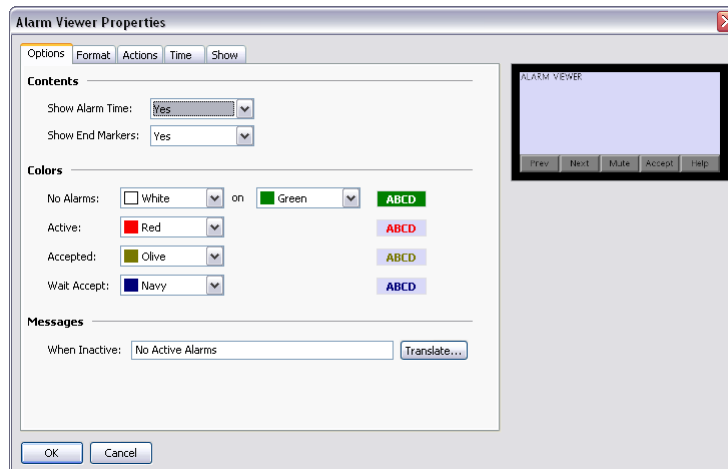 Alarm Viewer Properties
Options Format Actions Time Show
Contents
Show Alarm Time: Yes
Show End Markers: Yes
Colors
No Alarms: White on Green ABCD
Active: Red ABCD
Accepted: Olive ABCD
Wait Accept: Navy ABCD
Messages
When Inactive: No Active Alarms Translate...
OK Cancel
ALARM VIEWER
Prev Next Mute Accept Help